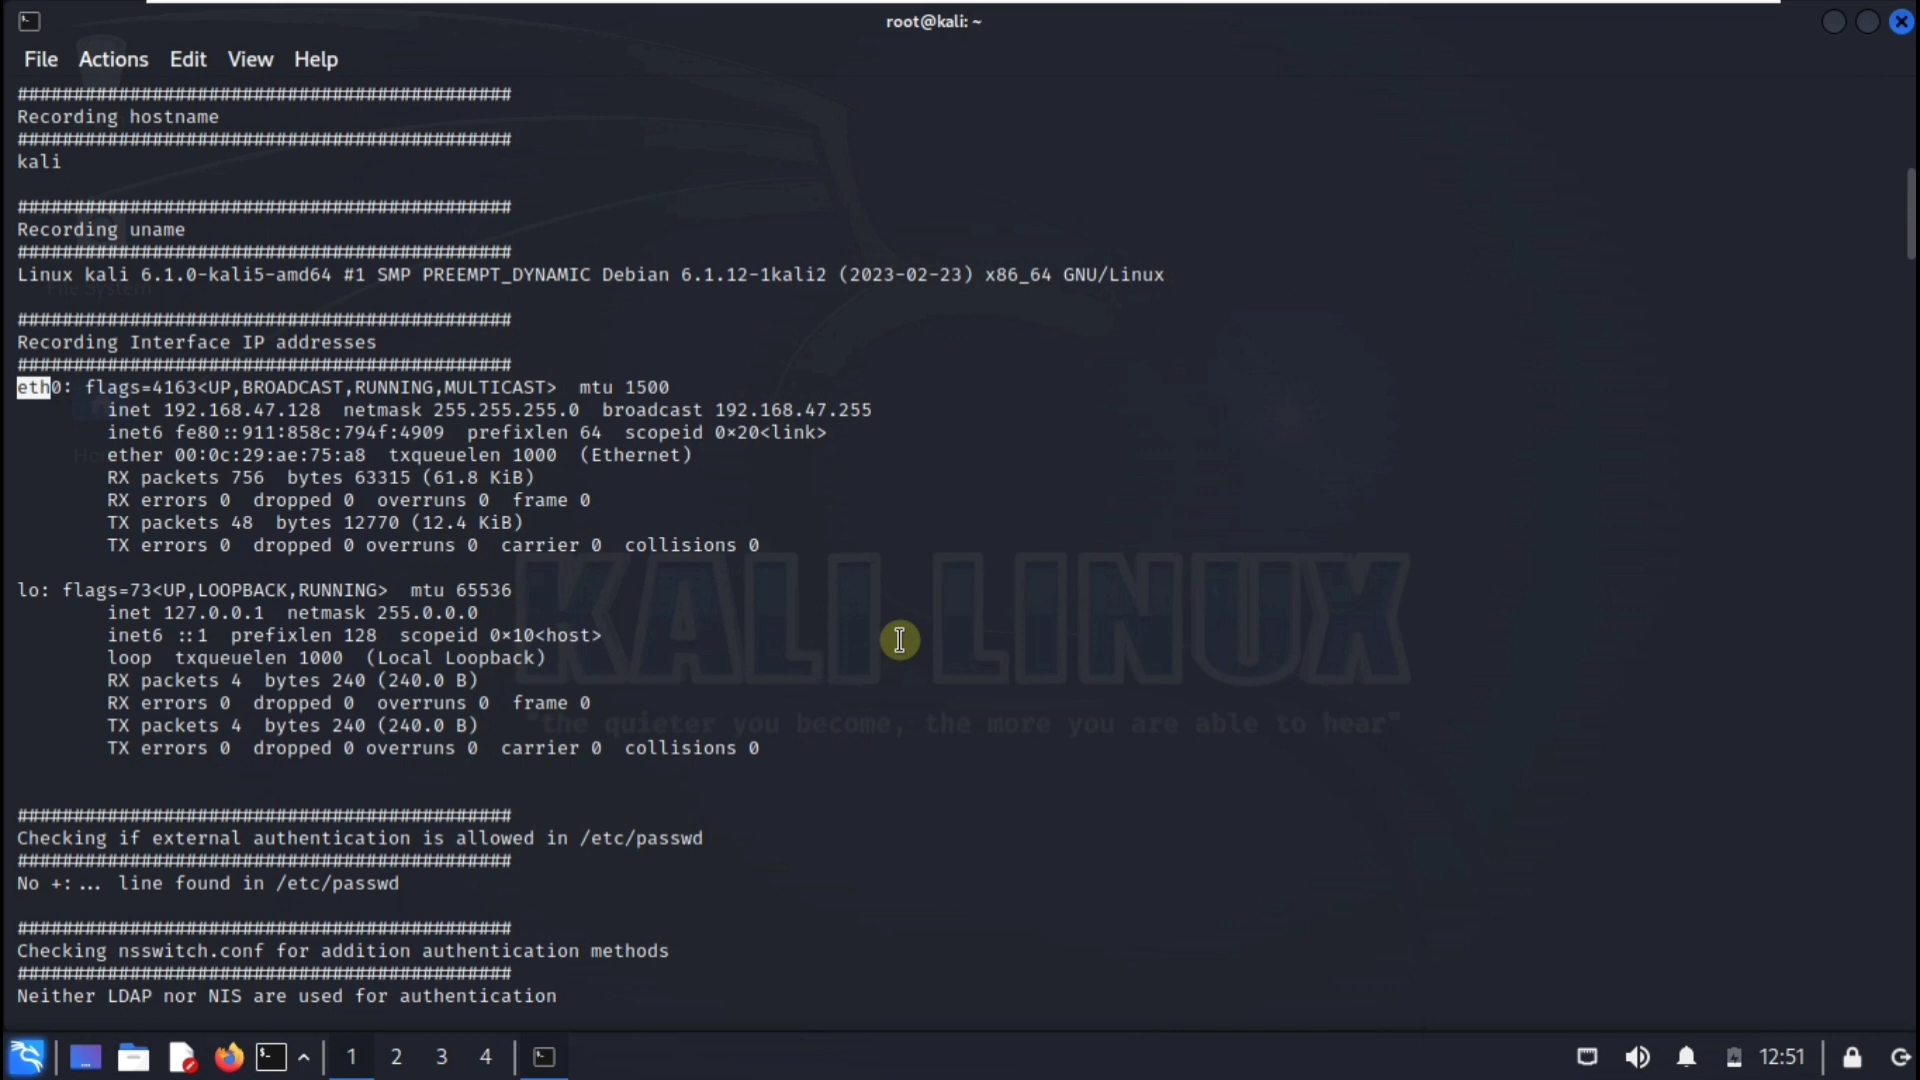 root@kali: ~
File Actions Edit View Help
############################################
Recording hostname
############################################
kali
############################################
Recording uname
############################################
Linux kali 6.1.0-kali5-amd64 #1 SMP PREEMPT_DYNAMIC Debian 6.1.12-1kali2 (2023-02-23) x86_64 GNU/Linux
############################################
Recording Interface IP addresses
############################################
eth0: flags=4163<UP,BROADCAST,RUNNING,MULTICAST>  mtu 1500
        inet 192.168.47.128  netmask 255.255.255.0  broadcast 192.168.47.255
        inet6 fe80::911:858c:794f:4909  prefixlen 64  scopeid 0×20<link>
        ether 00:0c:29:ae:75:a8  txqueuelen 1000  (Ethernet)
        RX packets 756  bytes 63315 (61.8 KiB)
        RX errors 0  dropped 0  overruns 0  frame 0
        TX packets 48  bytes 12770 (12.4 KiB)
        TX errors 0  dropped 0 overruns 0  carrier 0  collisions 0
lo: flags=73<UP,LOOPBACK,RUNNING>  mtu 65536
        inet 127.0.0.1  netmask 255.0.0.0
        inet6 ::1  prefixlen 128  scopeid 0×10<host>
        loop  txqueuelen 1000  (Local Loopback)
        RX packets 4  bytes 240 (240.0 B)
        RX errors 0  dropped 0  overruns 0  frame 0
        TX packets 4  bytes 240 (240.0 B)
        TX errors 0  dropped 0 overruns 0  carrier 0  collisions 0
KALI LINUX
"the quieter you become, the more you are able to hear"
############################################
Checking if external authentication is allowed in /etc/passwd
############################################
No +:... line found in /etc/passwd
############################################
Checking nsswitch.conf for addition authentication methods
############################################
Neither LDAP nor NIS are used for authentication
1 2 3 4 12:51